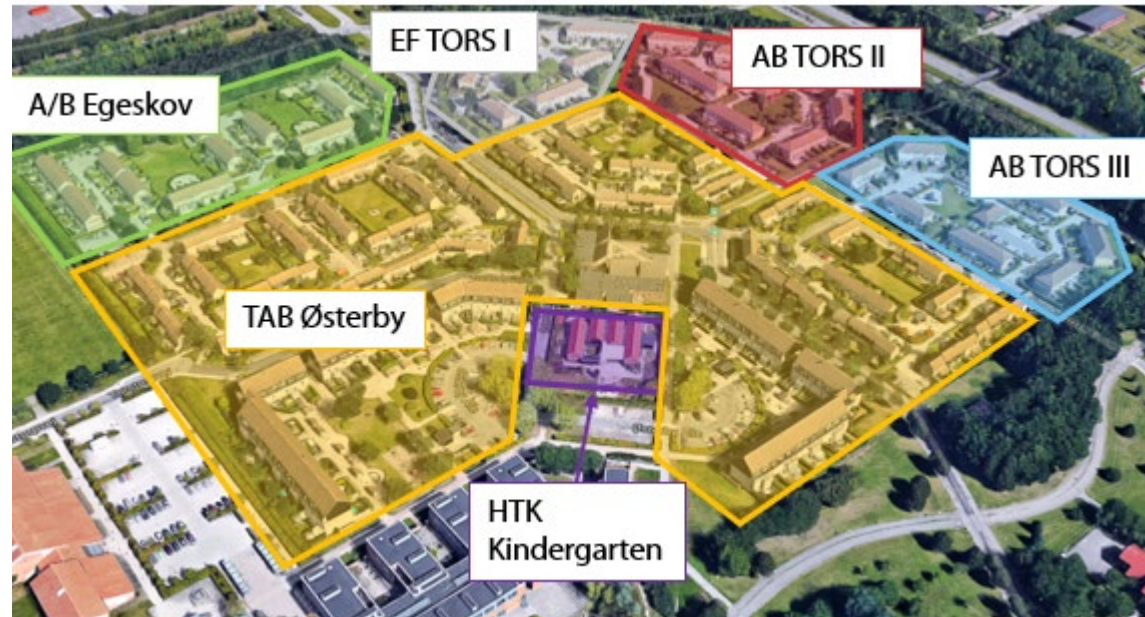 EF TORS I
AB TORS II
A/B Egeskov
AB TORS III
TAB Østerby
HTK
Kindergarten